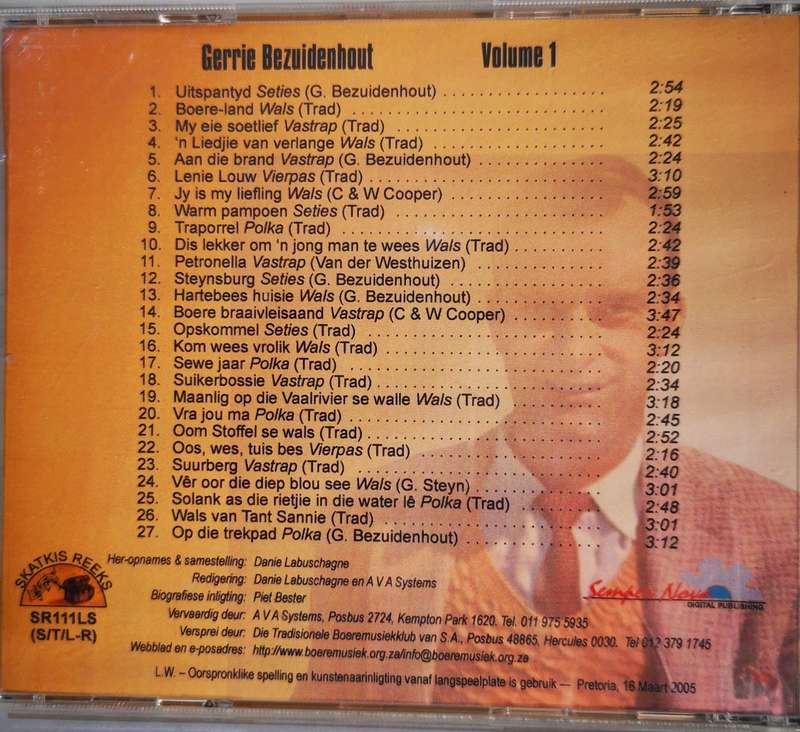 Gerrie Bezuidenhout Volume 1
1. Uitspantyd Seties (G. Bezuidenhout) 2:54
2. Boere-land Wals (Trad) 2:19
3. My eie soetlief Vastrap (Trad) 2:25
4. 'n Liedjie van verlange Wals (Trad) 2:42
5. Aan die brand Vastrap (G. Bezuidenhout) 2:24
6. Lenie Louw Vierpas (Trad) 3:10
7. Jy is my liefling Wals (C & W Cooper) 2:59
8. Warm pampoen Seties (Trad) 1:53
9. Traporrel Polka (Trad) 2:24
10. Dis lekker om 'n jong man te wees Wals (Trad) 2:42
11. Petronella Vastrap (Van der Westhuizen) 2:39
12. Steynsburg Seties (G. Bezuidenhout) 2:36
13. Hartebees huisie Wals (G. Bezuidenhout) 2:34
14. Boere braaivleisaand Vastrap (C & W Cooper) 3:47
15. Opskommel Seties (Trad) 2:24
16. Kom wees vrolik Wals (Trad) 3:12
17. Sewe jaar Polka (Trad) 2:20
18. Suikerbossie Vastrap (Trad) 2:34
19. Maanlig op die Vaalrivier se walle Wals (Trad) 3:18
20. Vra jou ma Polka (Trad) 2:45
21. Oom Stoffel se wals (Trad) 2:52
22. Oos, wes, tuis bes Vierpas (Trad) 2:16
23. Suurberg Vastrap (Trad) 2:40
24. Vêr oor die diep blou see Wals (G. Steyn) 3:01
25. Solank as die rietjie in die water lê Polka (Trad) 2:48
26. Wals van Tant Sannie (Trad) 3:01
27. Op die trekpad Polka (G. Bezuidenhout) 3:12
SKATKIS REEKS
SR111LS
(S/T/L-R)
Her-opnames & samestelling: Danie Labuschagne
Redigering: Danie Labuschagne en A V A Systems
Biografiese inligting: Piet Bester
Vervaardig deur: A V A Systems, Posbus 2724, Kempton Park 1620. Tel. 011 975 5935
Versprei deur: Die Tradisionele Boeremusiekklub van S.A., Posbus 48865, Hercules 0030. Tel 012 379 1745
Webblad en e-posadres: http://www.boeremusiek.org.za/info@boeremusiek.org.za
Semper Nova
DIGITAL PUBLISHING
L.W. – Oorspronklike spelling en kunstenaarinligting vanaf langspeelplate is gebruik — Pretoria, 16 Maart 2005